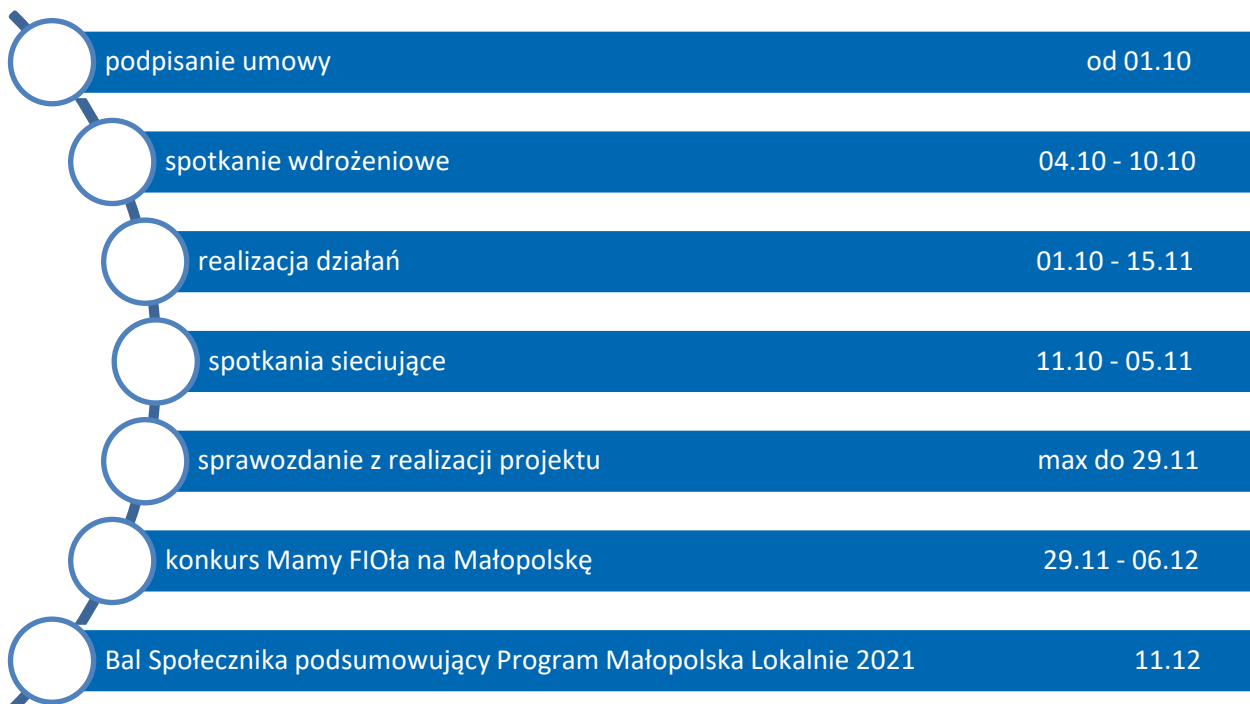 podpisanie umowy od 01.10
spotkanie wdrożeniowe 04.10 - 10.10
realizacja działań 01.10 - 15.11
spotkania sieciujące 11.10 - 05.11
sprawozdanie z realizacji projektu max do 29.11
konkurs Mamy FIOła na Małopolskę 29.11 - 06.12
Bal Społecznika podsumowujący Program Małopolska Lokalnie 2021 11.12